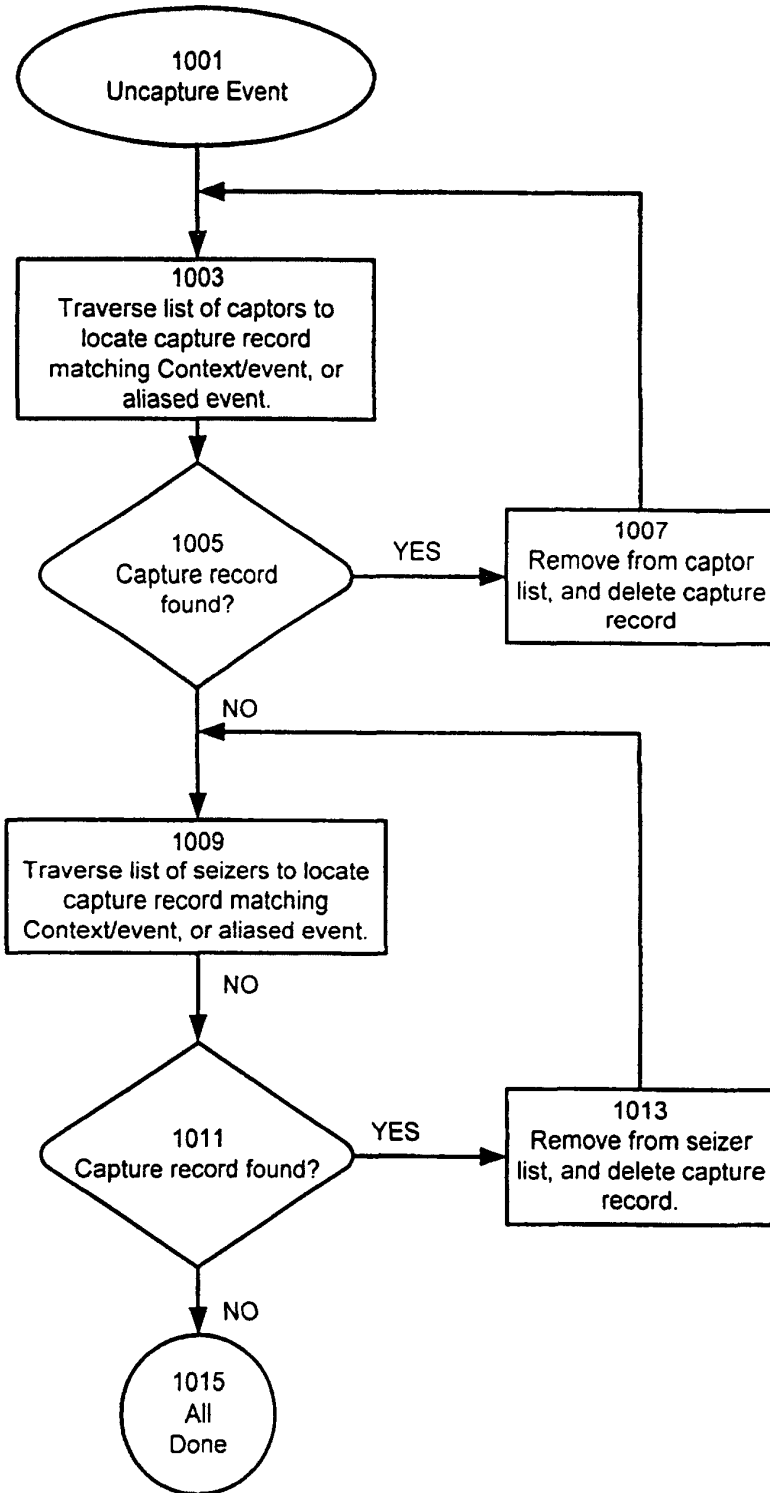 1001
Uncapture Event
1003
Traverse list of captors to
locate capture record
matching Context/event, or
aliased event.
1005
Capture record
found?
YES
1007
Remove from captor
list, and delete capture
record
NO
1009
Traverse list of seizers to locate
capture record matching
Context/event, or aliased event.
NO
1011
Capture record found?
YES
1013
Remove from seizer
list, and delete capture
record.
NO
1015
All
Done